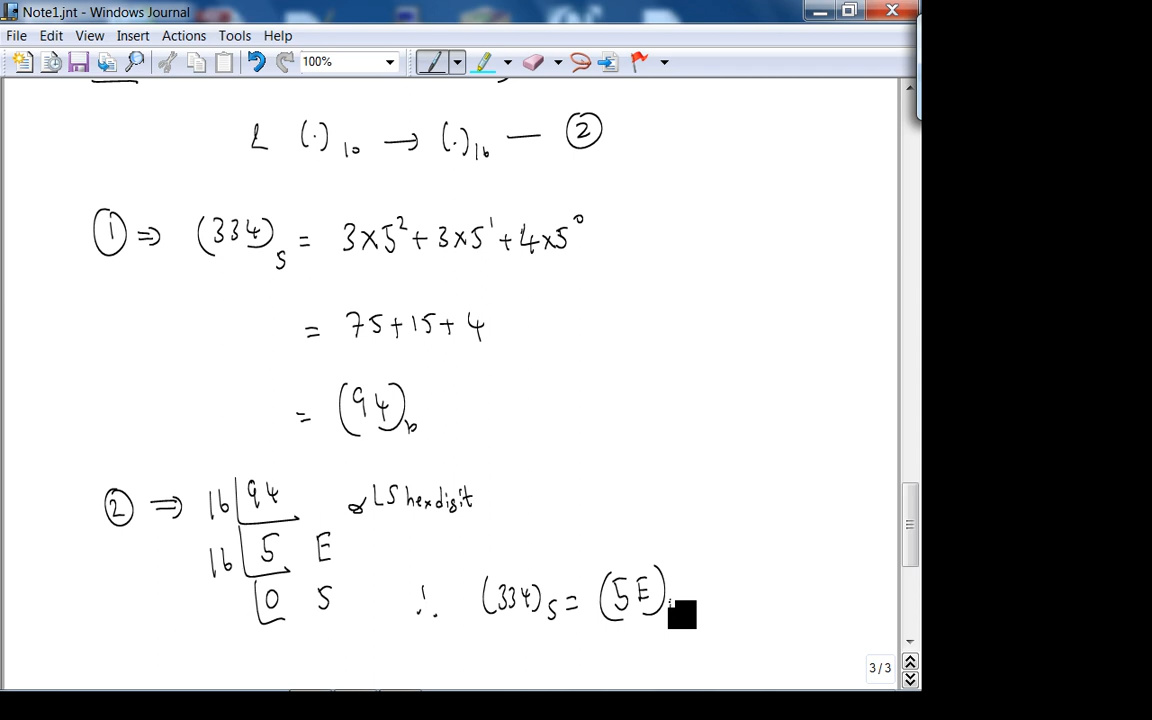 Note1.jnt - Windows Journal
File Edit View Insert Actions Tools Help
100%
& (.)10 → (.)16 — ②
① ⇒ (334)5 = 3×5² + 3×5¹ + 4×5⁰
= 75 + 15 + 4
= (94)10
② ⇒ 16 | 94 LS hex digit
16 | 5 E
0 5 ∴ (334)5 = (5E)
3 / 3